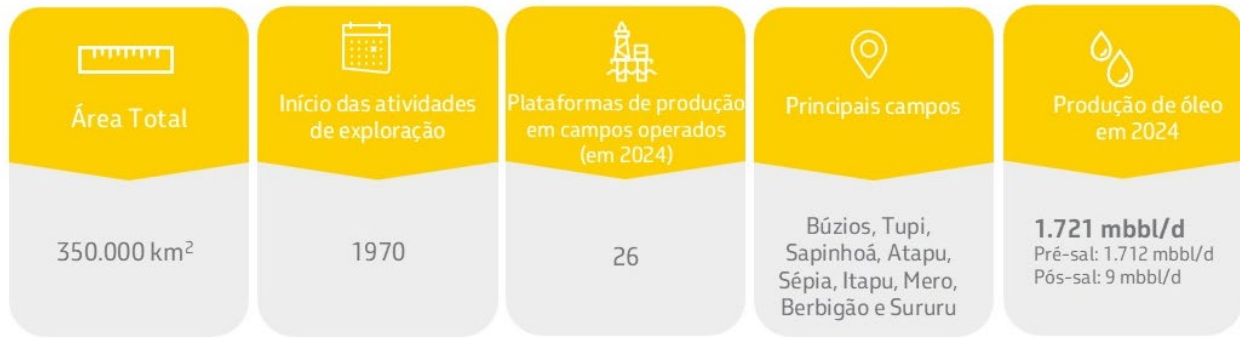 Área Total
350.000 km²
Início das atividades
de exploração
1970
Plataformas de produção
em campos operados
(em 2024)
26
Principais campos
Búzios, Tupi,
Sapinhoá, Atapu,
Sépia, Itapu, Mero,
Berbigão e Sururu
Produção de óleo
em 2024
1.721 mbbl/d
Pré-sal: 1.712 mbbl/d
Pós-sal: 9 mbbl/d